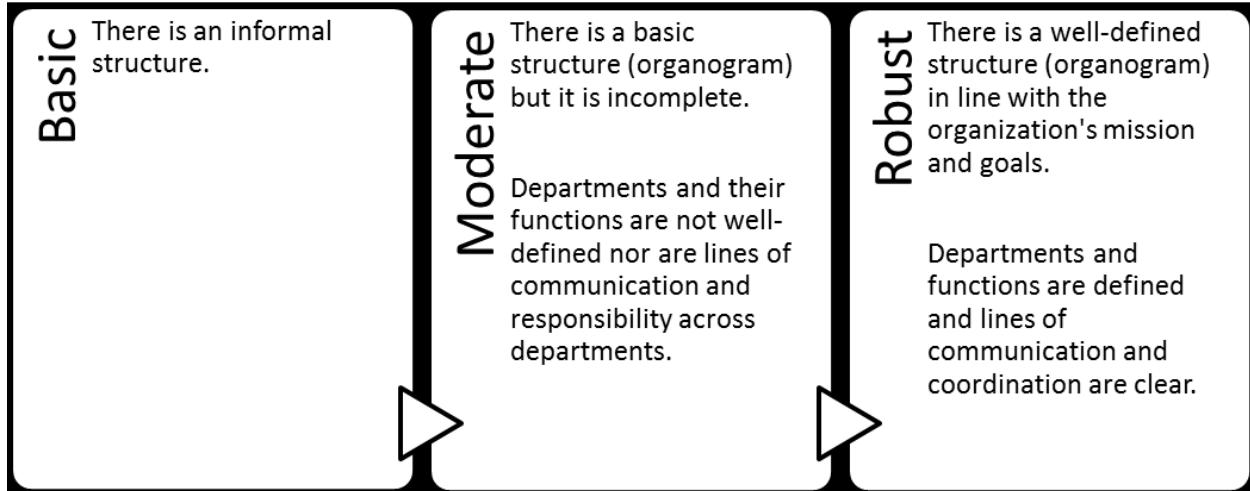 Basic
There is an informal
structure.
Moderate
There is a basic
structure (organogram)
but it is incomplete.
Departments and their
functions are not well-
defined nor are lines of
communication and
responsibility across
departments.
Robust
There is a well-defined
structure (organogram)
in line with the
organization's mission
and goals.
Departments and
functions are defined
and lines of
communication and
coordination are clear.